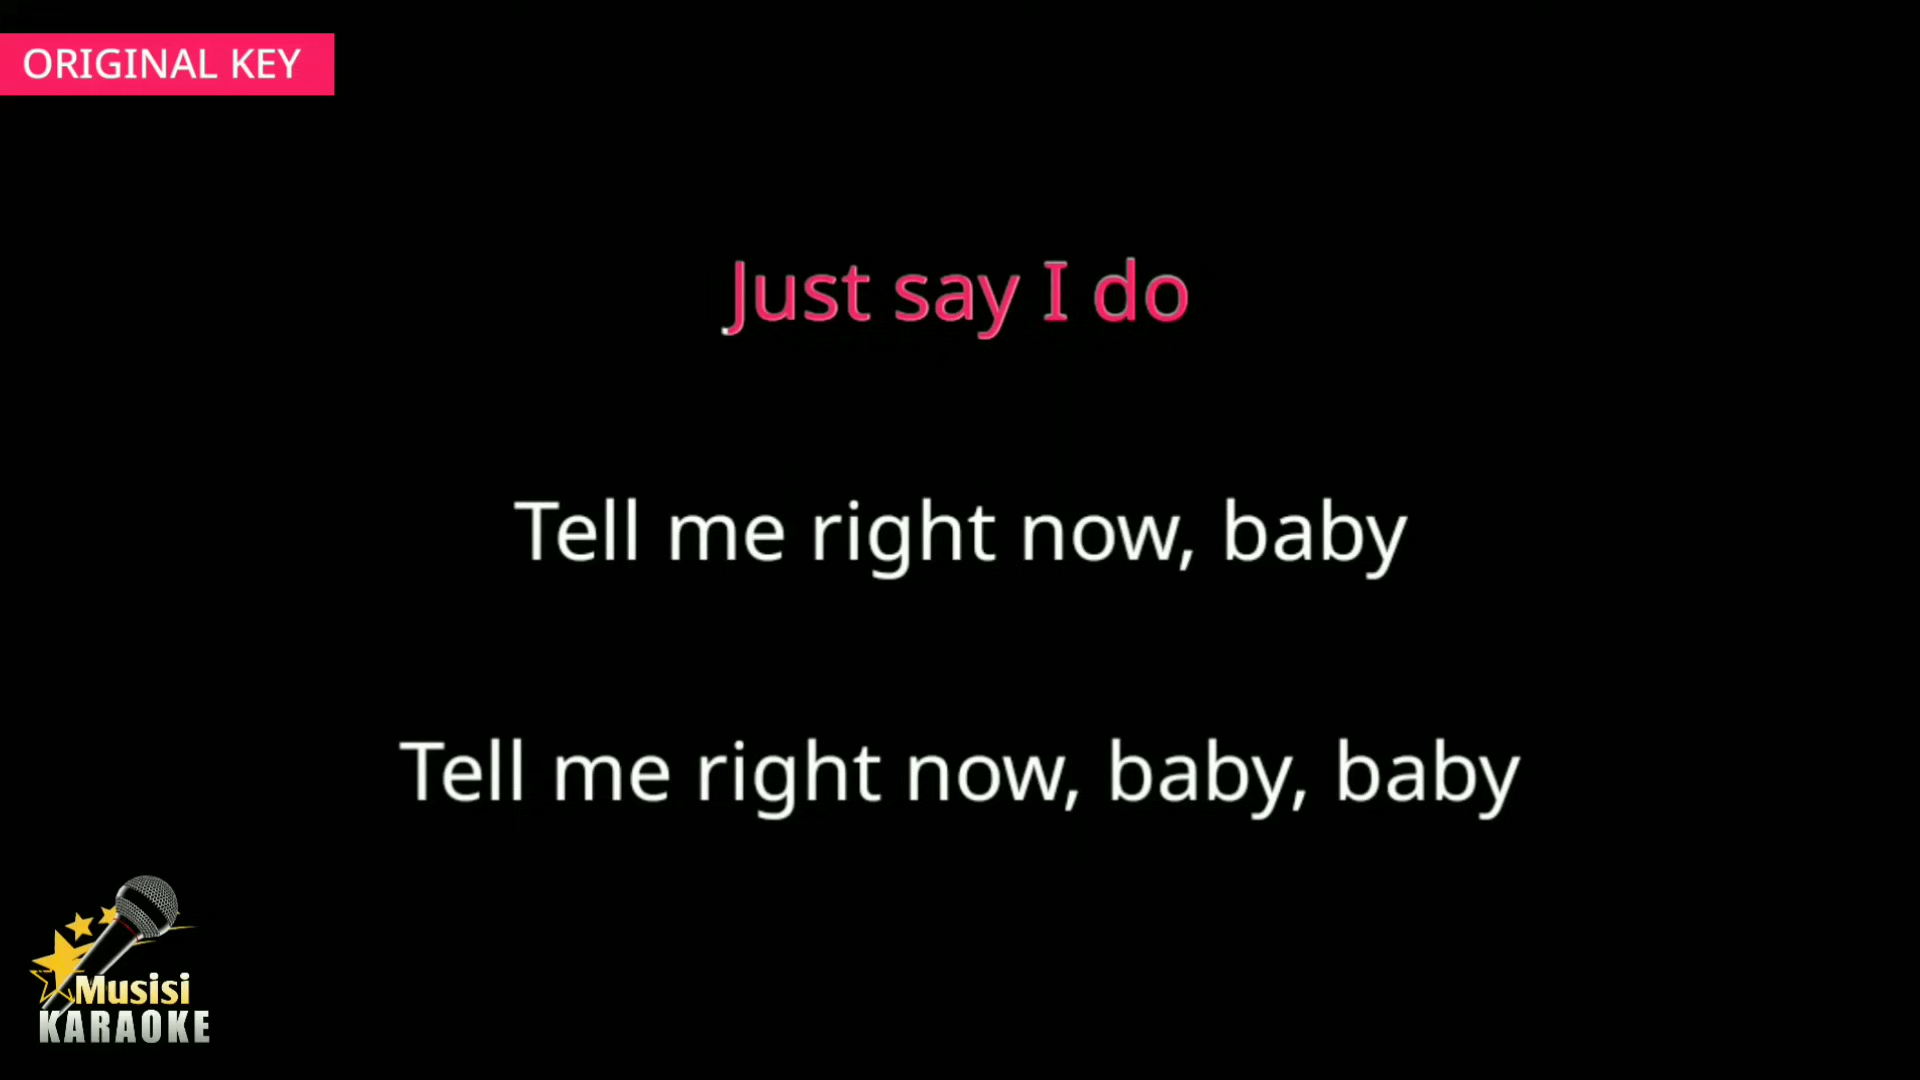 ORIGINAL KEY
Just say I do
Tell me right now, baby
Tell me right now, baby, baby
Musisi
KARAOKE